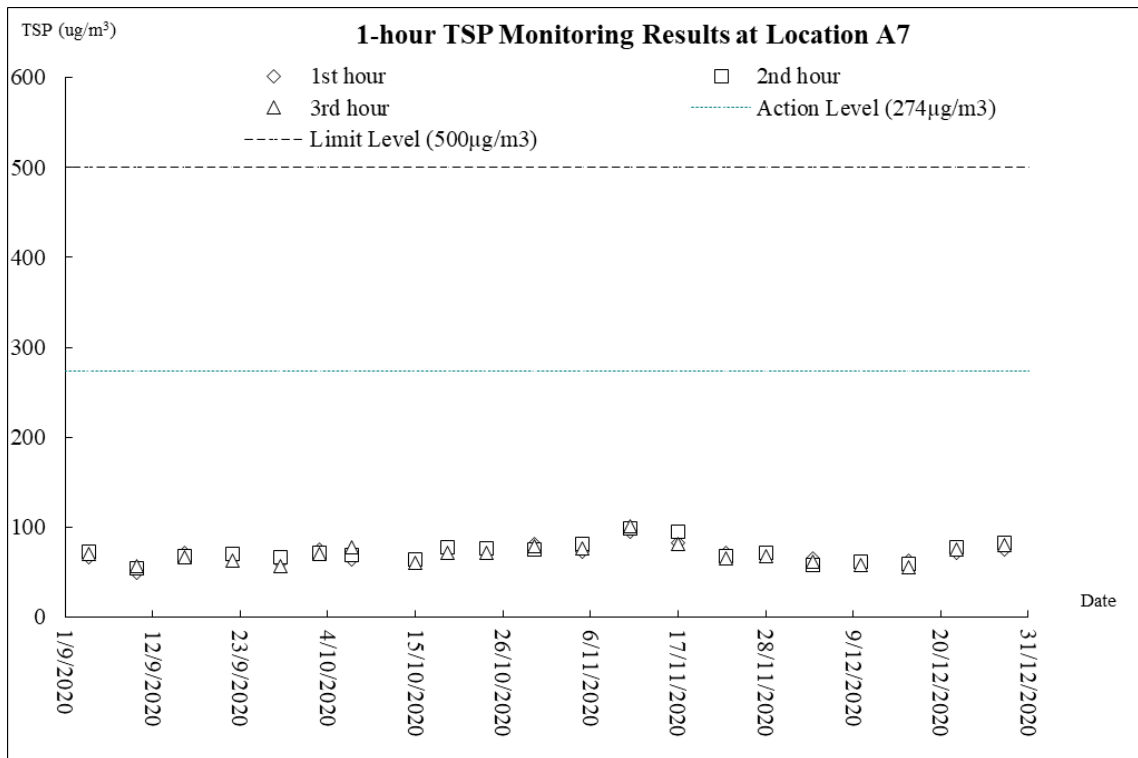 TSP (ug/m³)
1-hour TSP Monitoring Results at Location A7
1st hour
2nd hour
3rd hour
Action Level (274μg/m3)
Limit Level (500μg/m3)
600
500
400
300
200
100
0
Date
1/9/2020
12/9/2020
23/9/2020
4/10/2020
15/10/2020
26/10/2020
6/11/2020
17/11/2020
28/11/2020
9/12/2020
20/12/2020
31/12/2020